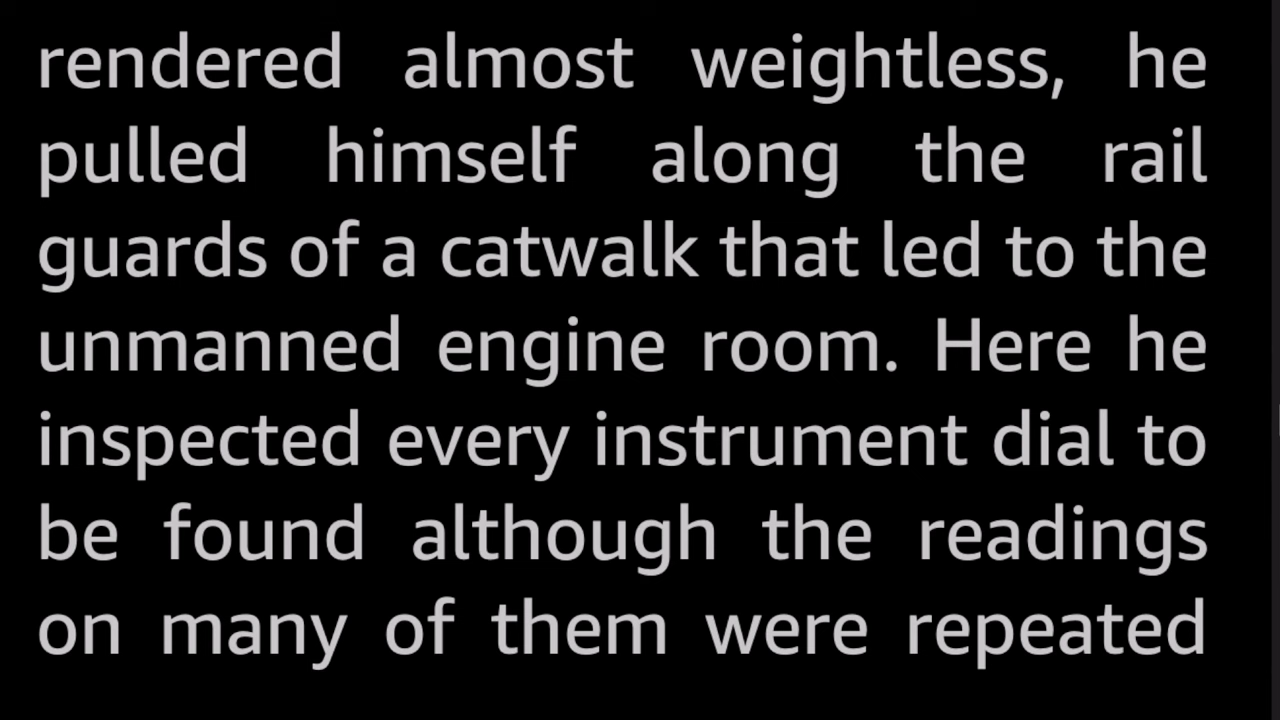 rendered almost weightless, he
pulled himself along the rail
guards of a catwalk that led to the
unmanned engine room. Here he
inspected every instrument dial to
be found although the readings
on many of them were repeated